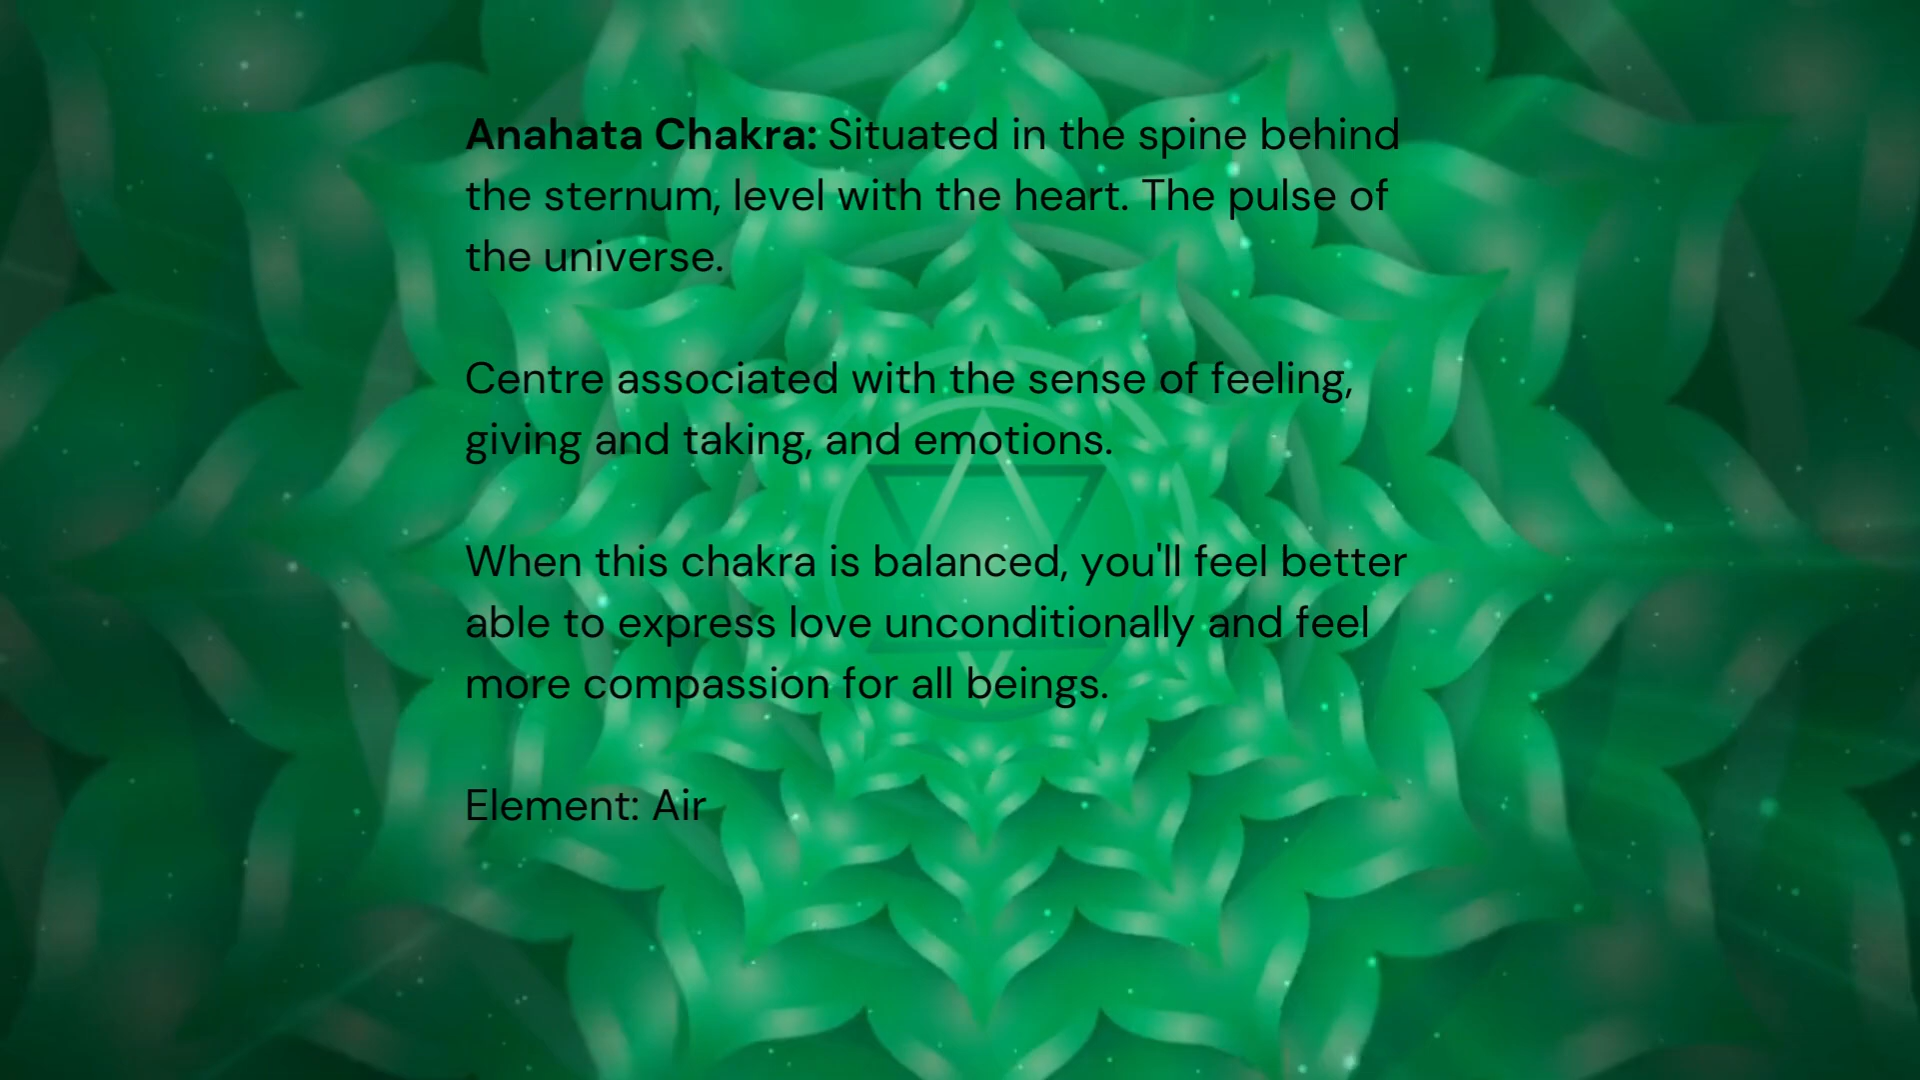 Anahata Chakra: Situated in the spine behind
the sternum, level with the heart. The pulse of
the universe.
Centre associated with the sense of feeling,
giving and taking, and emotions.
When this chakra is balanced, you'll feel better
able to express love unconditionally and feel
more compassion for all beings.
Element: Air